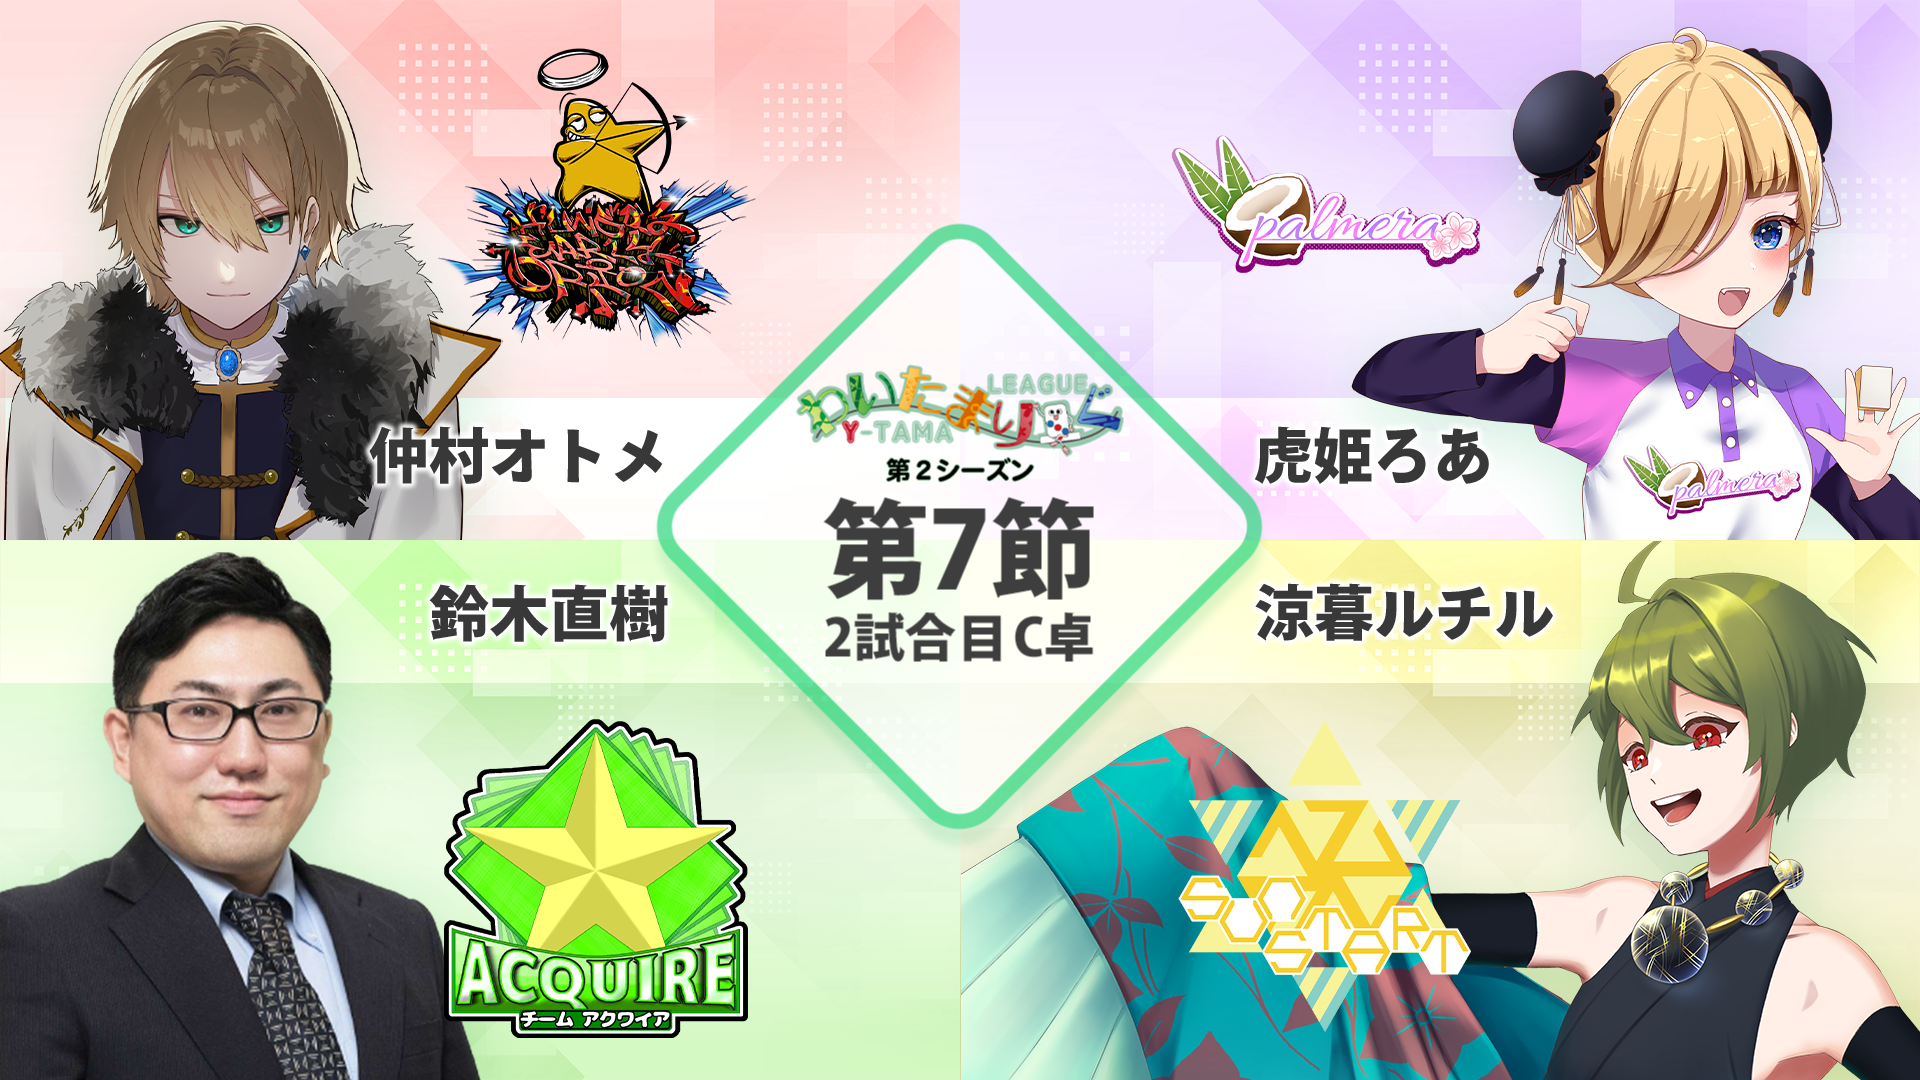 仲村オトメ
palmera
虎姫ろあ
palmera
わいたまりーぐ
LEAGUE
Y-TAMA
第2シーズン
第7節
2試合目C卓
鈴木直樹
ACQUIRE
チーム アクワイア
涼暮ルチル
SUOSTART